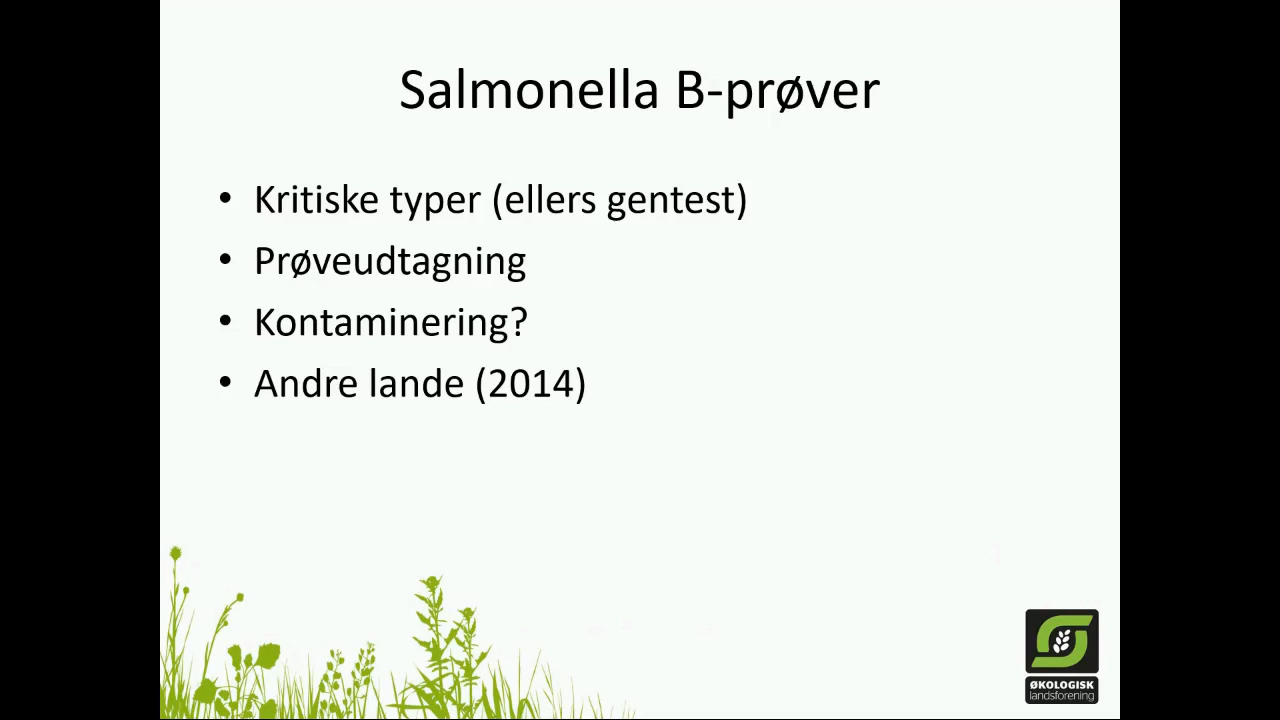 Salmonella B-prøver
• Kritiske typer (ellers gentest)
• Prøveudtagning
• Kontaminering?
• Andre lande (2014)
ØKOLOGISK
landsforening